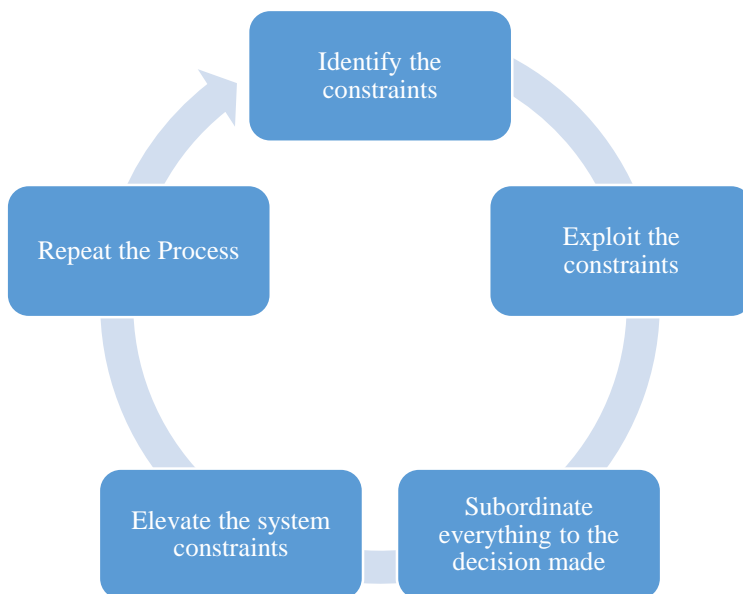 Identify the
constraints
Exploit the
constraints
Subordinate
everything to the
decision made
Elevate the system
constraints
Repeat the Process